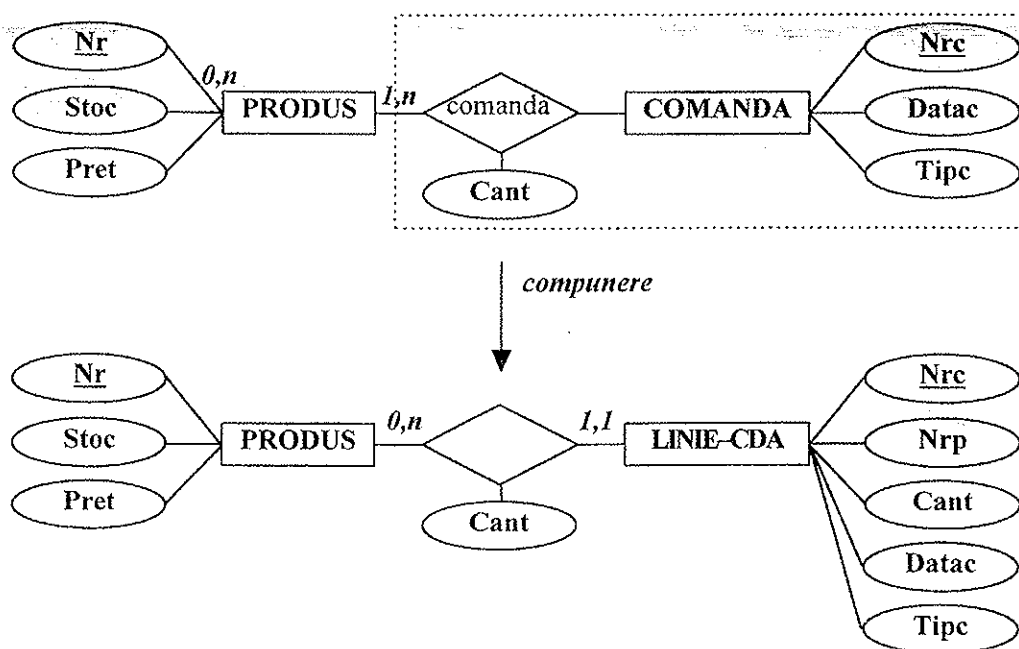 Nr
Stoc
Pret
0,n
PRODUS
1,n
comanda
Cant
COMANDA
Nrc
Datac
Tipc
compunere
Nr
Stoc
Pret
PRODUS
0,n
Cant
1,1
LINIE-CDA
Nrc
Nrp
Cant
Datac
Tipc